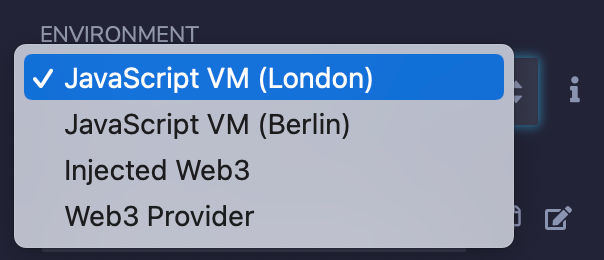 ENVIRONMENT
✓ JavaScript VM (London)
JavaScript VM (Berlin)
Injected Web3
Web3 Provider